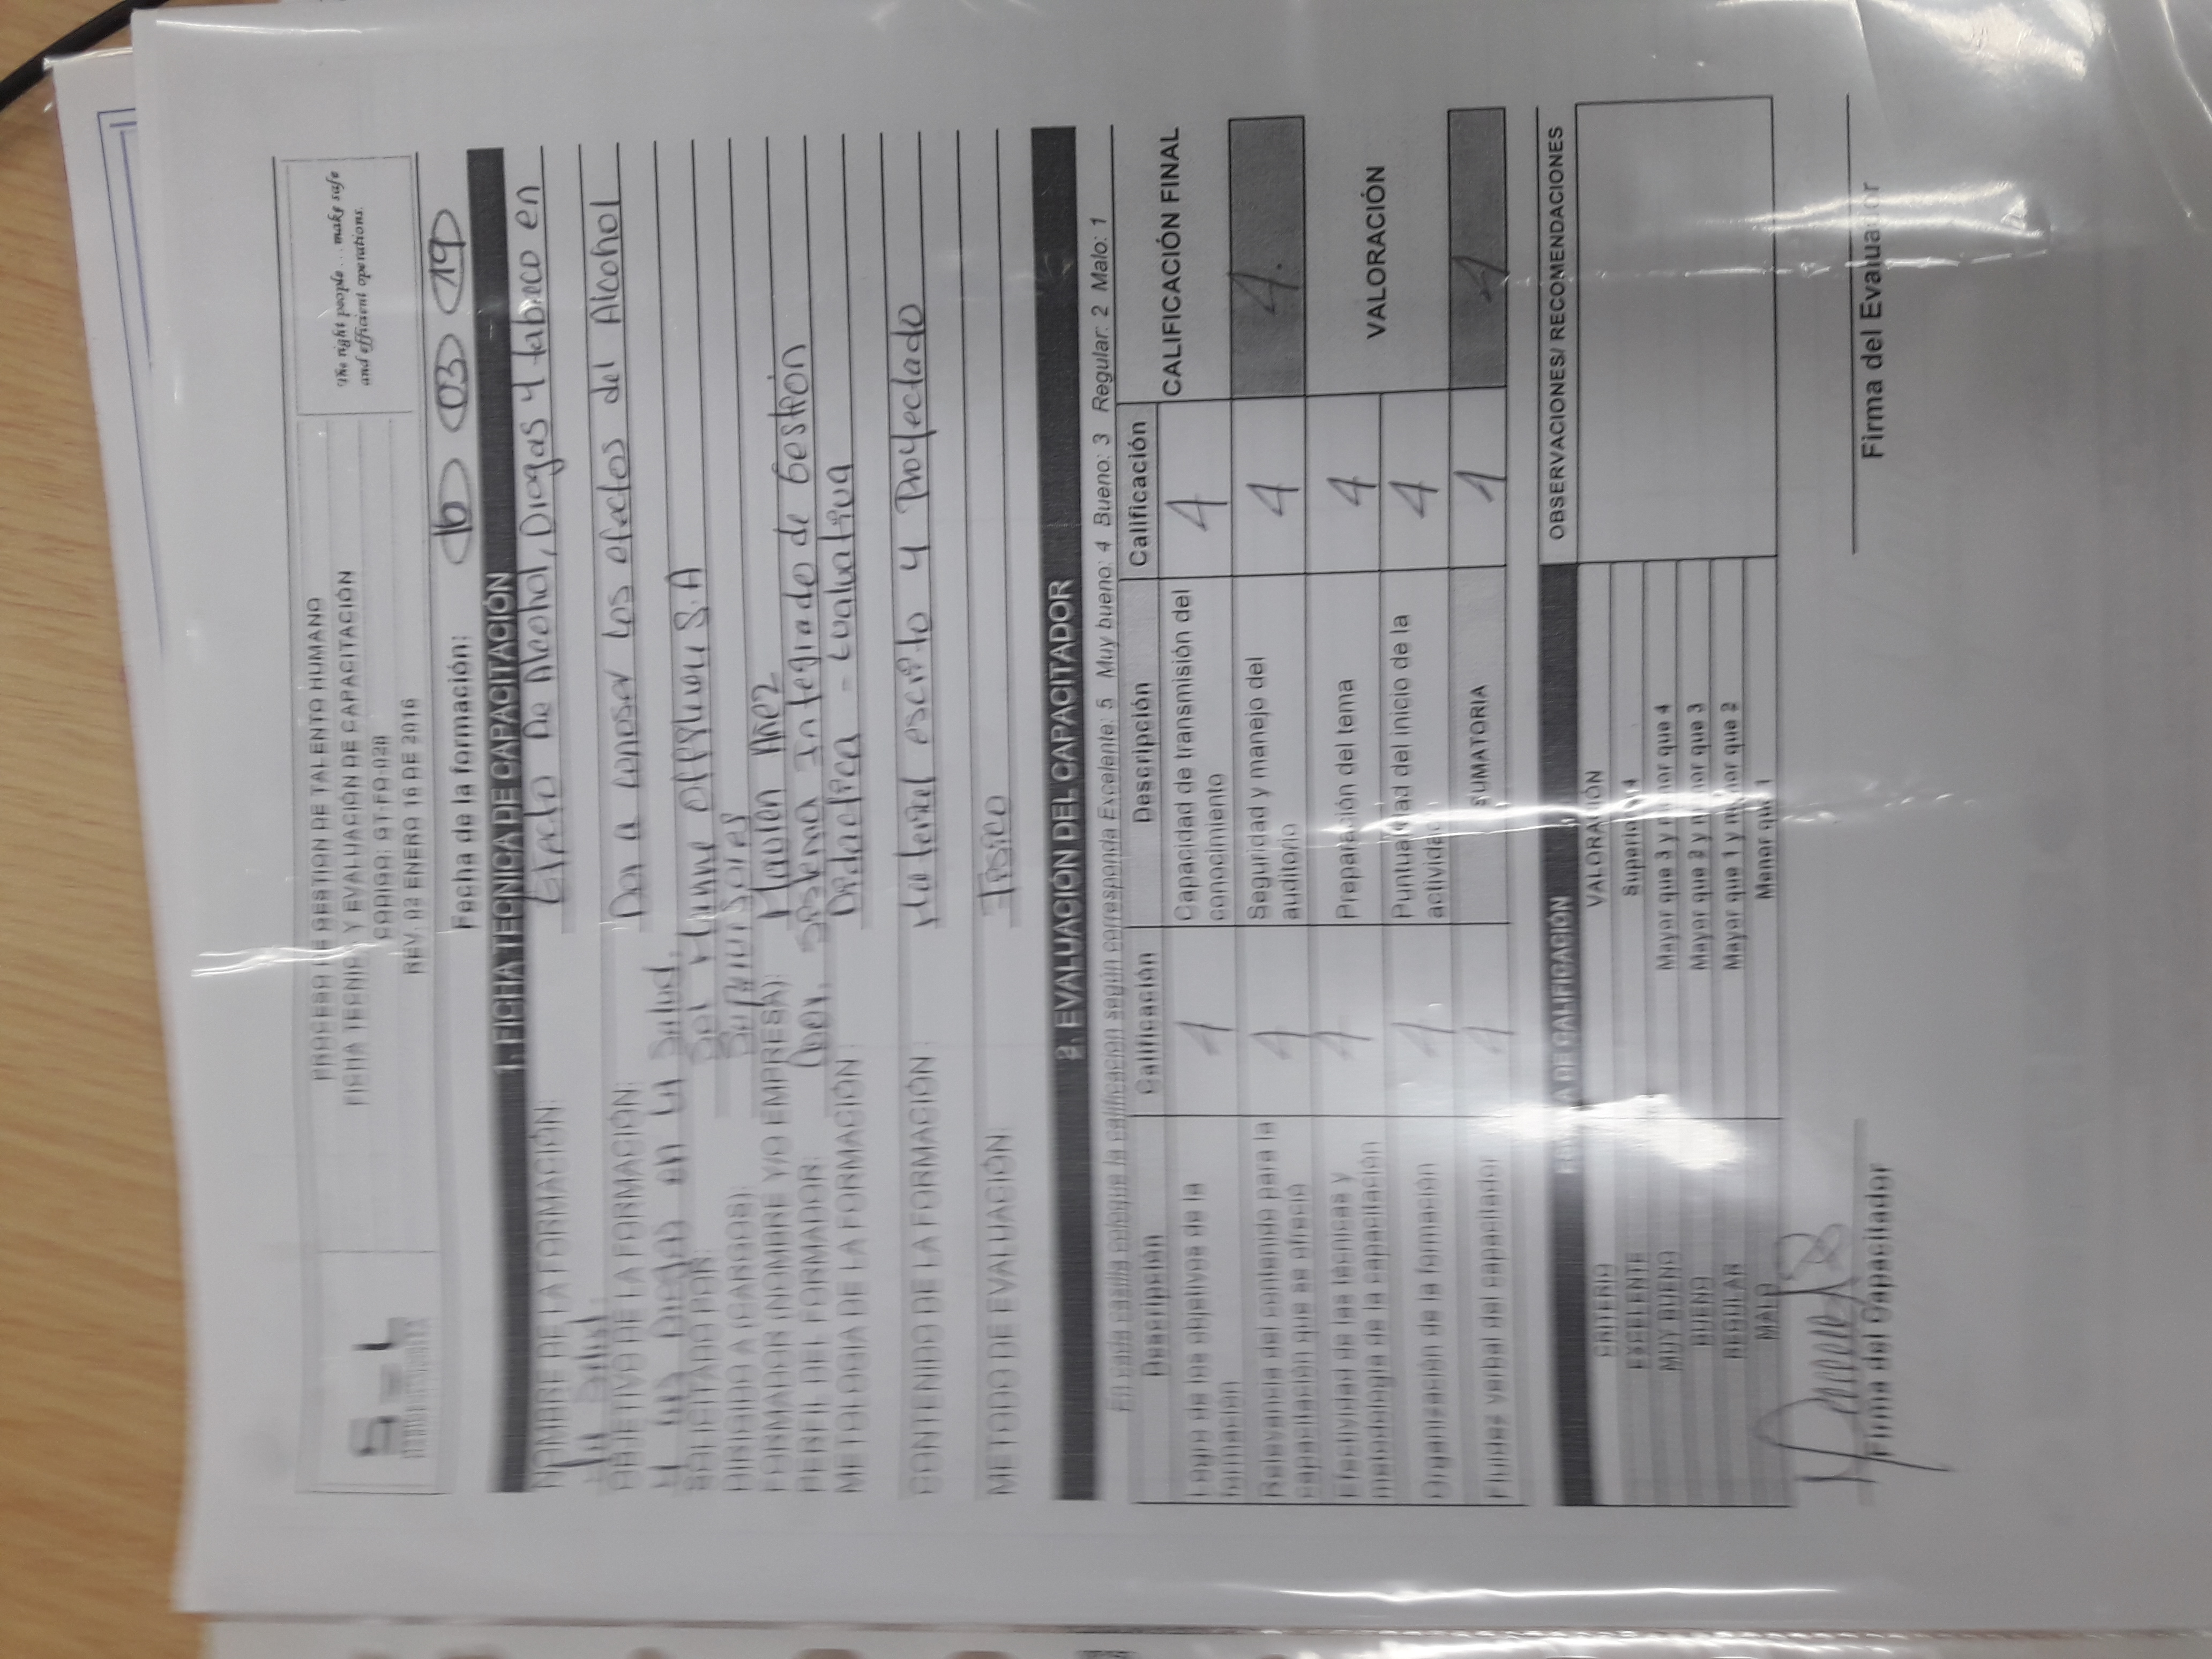 PROCESO DE GESTION DE TALENTO HUMANO
FICHA TECNICA Y EVALUACIÓN DE CAPACITACIÓN
CODIGO: GT-FO-028
REV. 02 ENERO 16 DE 2016
The right people... make safe
and efficient operations.
Fecha de la formación: 16 03 19
1. FICHA TECNICA DE CAPACITACIÓN
NOMBRE DE LA FORMACIÓN: Efecto De Alcohol, Drogas y tabaco en
la Salud.
OBJETIVO DE LA FORMACIÓN: Dar a conoser los efectos del Alcohol
y las Drogas en la Salud.
SOLICITADO POR: Sol Marine Offshore S.A
DIRIGIDO A (CARGOS): Supervisores
FORMADOR (NOMBRE Y/O EMPRESA): Añez
PERFIL DEL FORMADOR: Coor. Sistema Integrado de Gestión
METOLOGIA DE LA FORMACIÓN: Didactica - Evaluativa
CONTENIDO DE LA FORMACIÓN: Material escrito y Proyectado
METODO DE EVALUACIÓN: Fisico
2. EVALUACIÓN DEL CAPACITADOR
En cada casilla coloque la calificacion según corresponda Excelente: 5 Muy bueno: 4 Bueno: 3 Regular: 2 Malo: 1
Descripción Calificación Descripción Calificación CALIFICACIÓN FINAL
Logro de los objetivos de la formación 4 Capacidad de transmisión del conocimiento 4
Relevancia del contenido para la capacitación que se ofreció 4 Seguridad y manejo del auditorio 4 4.
Efectividad de las técnicas y metodología de la capacitación 4 Preparación del tema 4 VALORACIÓN
Organización de la formación 4 Puntualidad del inicio de la actividad 4
Fluidez verbal del capacitador 4 SUMATORIA 4 4
ESCALA DE CALIFICACIÓN OBSERVACIONES/ RECOMENDACIONES
CRITERIO VALORACIÓN
EXCELENTE Superior 4
MUY BUENO Mayor que 3 y menor que 4
BUENO Mayor que 2 y menor que 3
REGULAR Mayor que 1 y menor que 2
MALO Menor que 1
Firma del Capacitador Firma del Evaluador